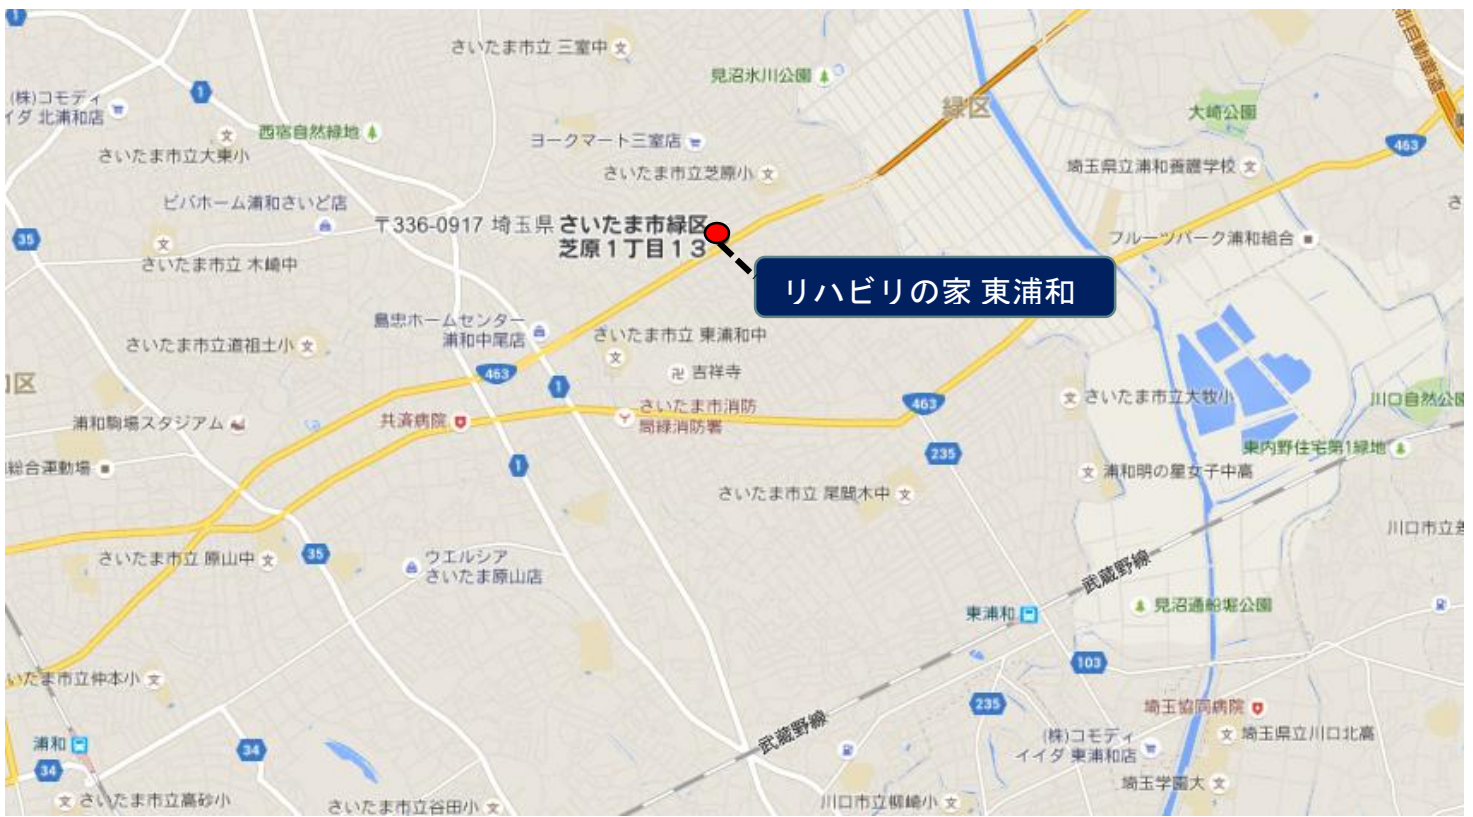 1
さいたま市立 三室中
見沼氷川公園
緑区
大崎公園
(株)コモディ
イダ 北浦和店
1
西宿自然緑地
さいたま市立大東小
ヨークマート三室店
さいたま市立芝原小
463
埼玉県立浦和養護学校
ビバホーム浦和さいど店
〒336-0917 埼玉県 さいたま市緑区
芝原1丁目13
35
フルーツパーク浦和組合
さいたま市立 木崎中
リハビリの家 東浦和
島忠ホームセンター
浦和中尾店
さいたま市立 東浦和中
さいたま市立道祖土小
吉祥寺
463
1
さいたま市消防
局緑消防署
463
さいたま市立大牧小
川口自然公園
浦和駒場スタジアム
共済病院
235
東内野住宅第1緑地
総合運動場
1
さいたま市立 尾間木中
浦和明の星女子中高
さいたま市立 原山中
35
ウエルシア
さいたま原山店
武蔵野線
東浦和
見沼通船堀公園
103
いたま市立仲本小
235
埼玉協同病院
浦和
34
武蔵野線
(株)コモディ
イイダ 東浦和店
埼玉県立川口北高
34
さいたま市立高砂小
さいたま市立谷田小
川口市立柳崎小
埼玉学園大